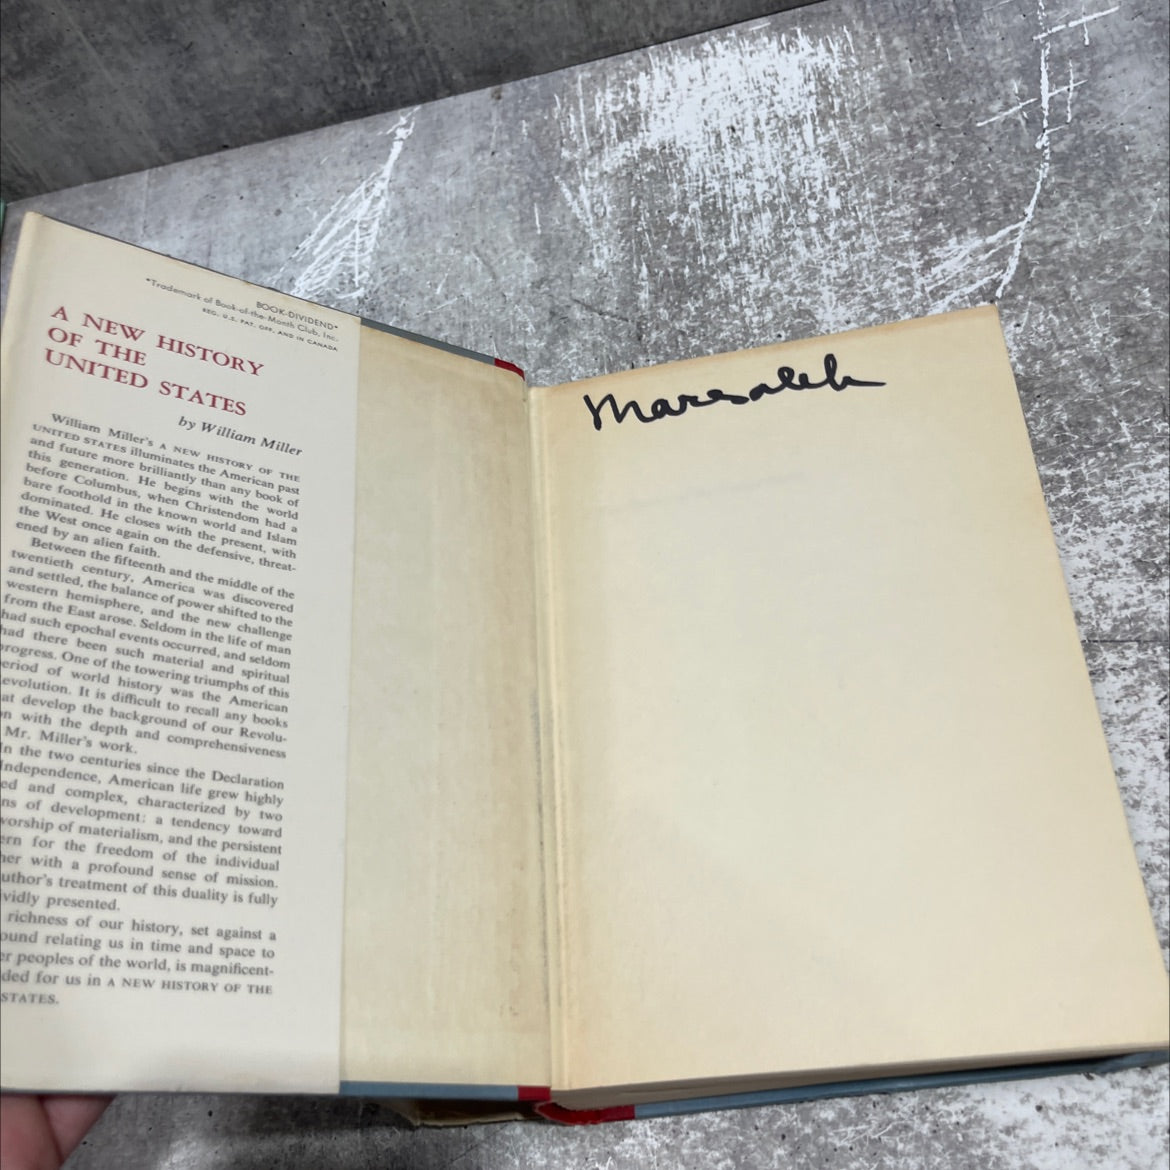 BOOK-DIVIDEND*
*Trademark of Book-of-the-Month Club, Inc.
REG. U.S. PAT. OFF. AND IN CANADA
A NEW HISTORY
OF THE
UNITED STATES
by William Miller
William Miller's A NEW HISTORY OF THE
UNITED STATES illuminates the American past
and future more brilliantly than any book of
this generation. He begins with the world
before Columbus, when Christendom had a
bare foothold in the known world and Islam
dominated. He closes with the present, with
the West once again on the defensive, threat-
ened by an alien faith.
Between the fifteenth and the middle of the
twentieth century, America was discovered
and settled, the balance of power shifted to the
western hemisphere, and the new challenge
from the East arose. Seldom in the life of man
had such epochal events occurred, and seldom
had there been such material and spiritual
progress. One of the towering triumphs of this
eriod of world history was the American
evolution. It is difficult to recall any books
at develop the background of our Revolu-
n with the depth and comprehensiveness
Mr. Miller's work.
In the two centuries since the Declaration
Independence, American life grew highly
ed and complex, characterized by two
ns of development: a tendency toward
vorship of materialism, and the persistent
ern for the freedom of the individual
her with a profound sense of mission.
uthor's treatment of this duality is fully
vidly presented.
richness of our history, set against a
ound relating us in time and space to
er peoples of the world, is magnificent-
ded for us in A NEW HISTORY OF THE
STATES.